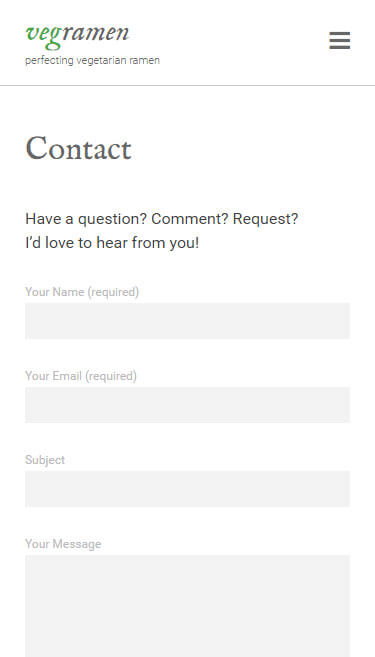 vegramen
perfecting vegetarian ramen
Contact
Have a question? Comment? Request?
I’d love to hear from you!
Your Name (required)
Your Email (required)
Subject
Your Message